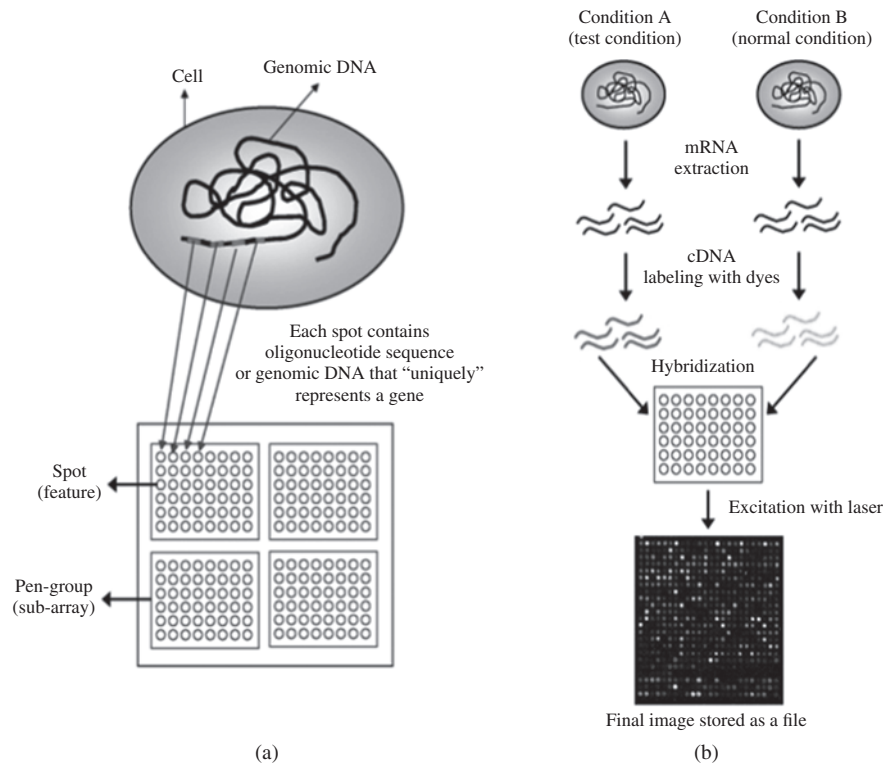 Cell
Genomic DNA
Each spot contains
oligonucleotide sequence
or genomic DNA that “uniquely”
represents a gene
Spot
(feature)
Pen-group
(sub-array)
(a)
Condition A
(test condition)
Condition B
(normal condition)
mRNA
extraction
cDNA
labeling with dyes
Hybridization
Excitation with laser
Final image stored as a file
(b)